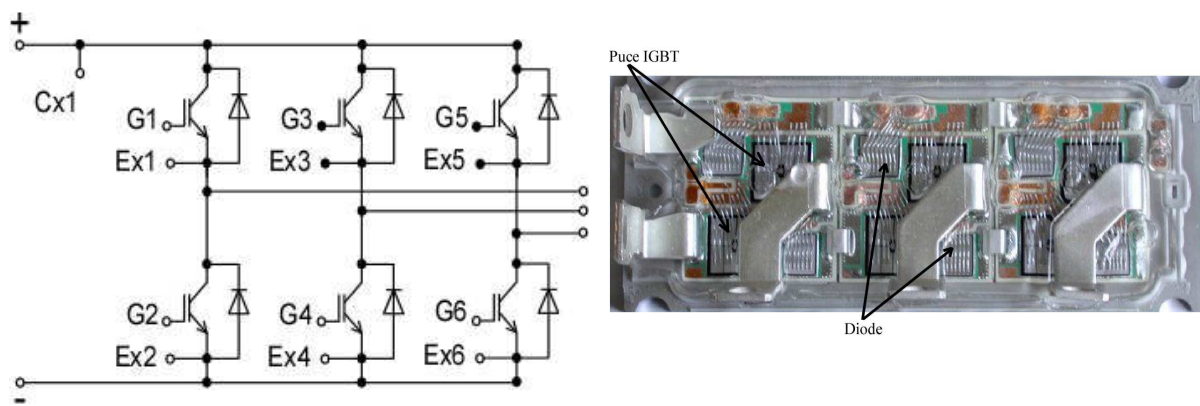 +
Cx1
G1
G3
G5
Ex1
Ex3
Ex5
G2
G4
G6
Ex2
Ex4
Ex6
-
Puce IGBT
Diode